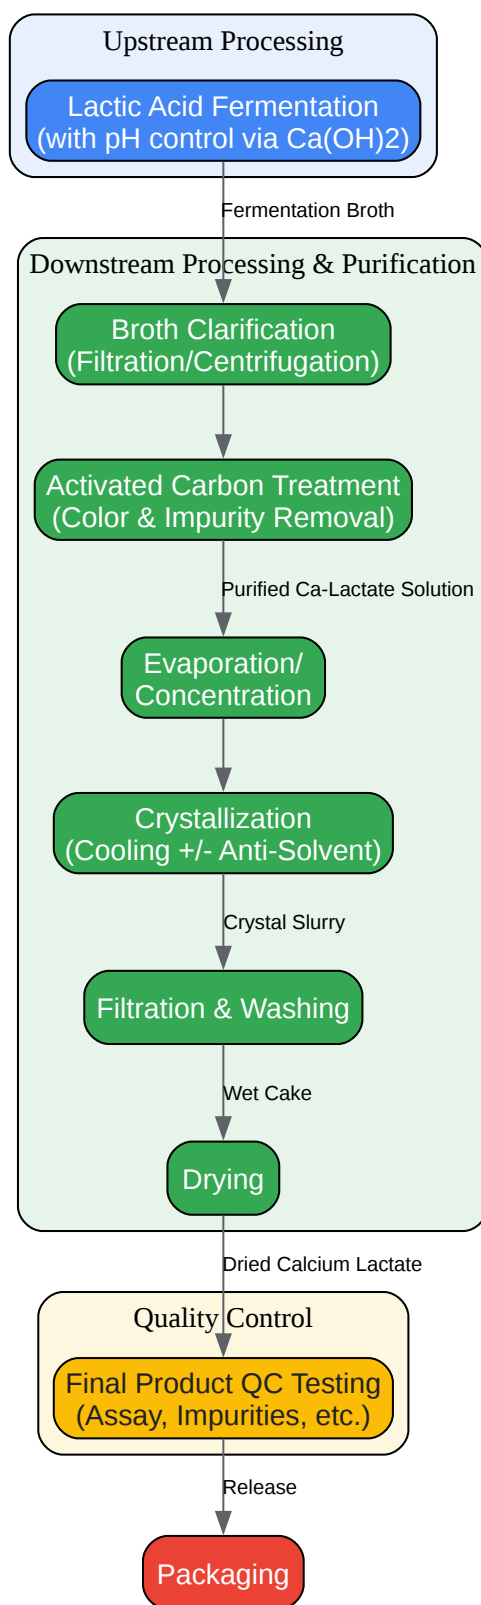 Upstream Processing
Lactic Acid Fermentation
(with pH control via Ca(OH)2)
Fermentation Broth
Downstream Processing & Purification
Broth Clarification
(Filtration/Centrifugation)
Activated Carbon Treatment
(Color & Impurity Removal)
Purified Ca-Lactate Solution
Evaporation/
Concentration
Crystallization
(Cooling +/- Anti-Solvent)
Crystal Slurry
Filtration & Washing
Wet Cake
Drying
Dried Calcium Lactate
Quality Control
Final Product QC Testing
(Assay, Impurities, etc.)
Release
Packaging